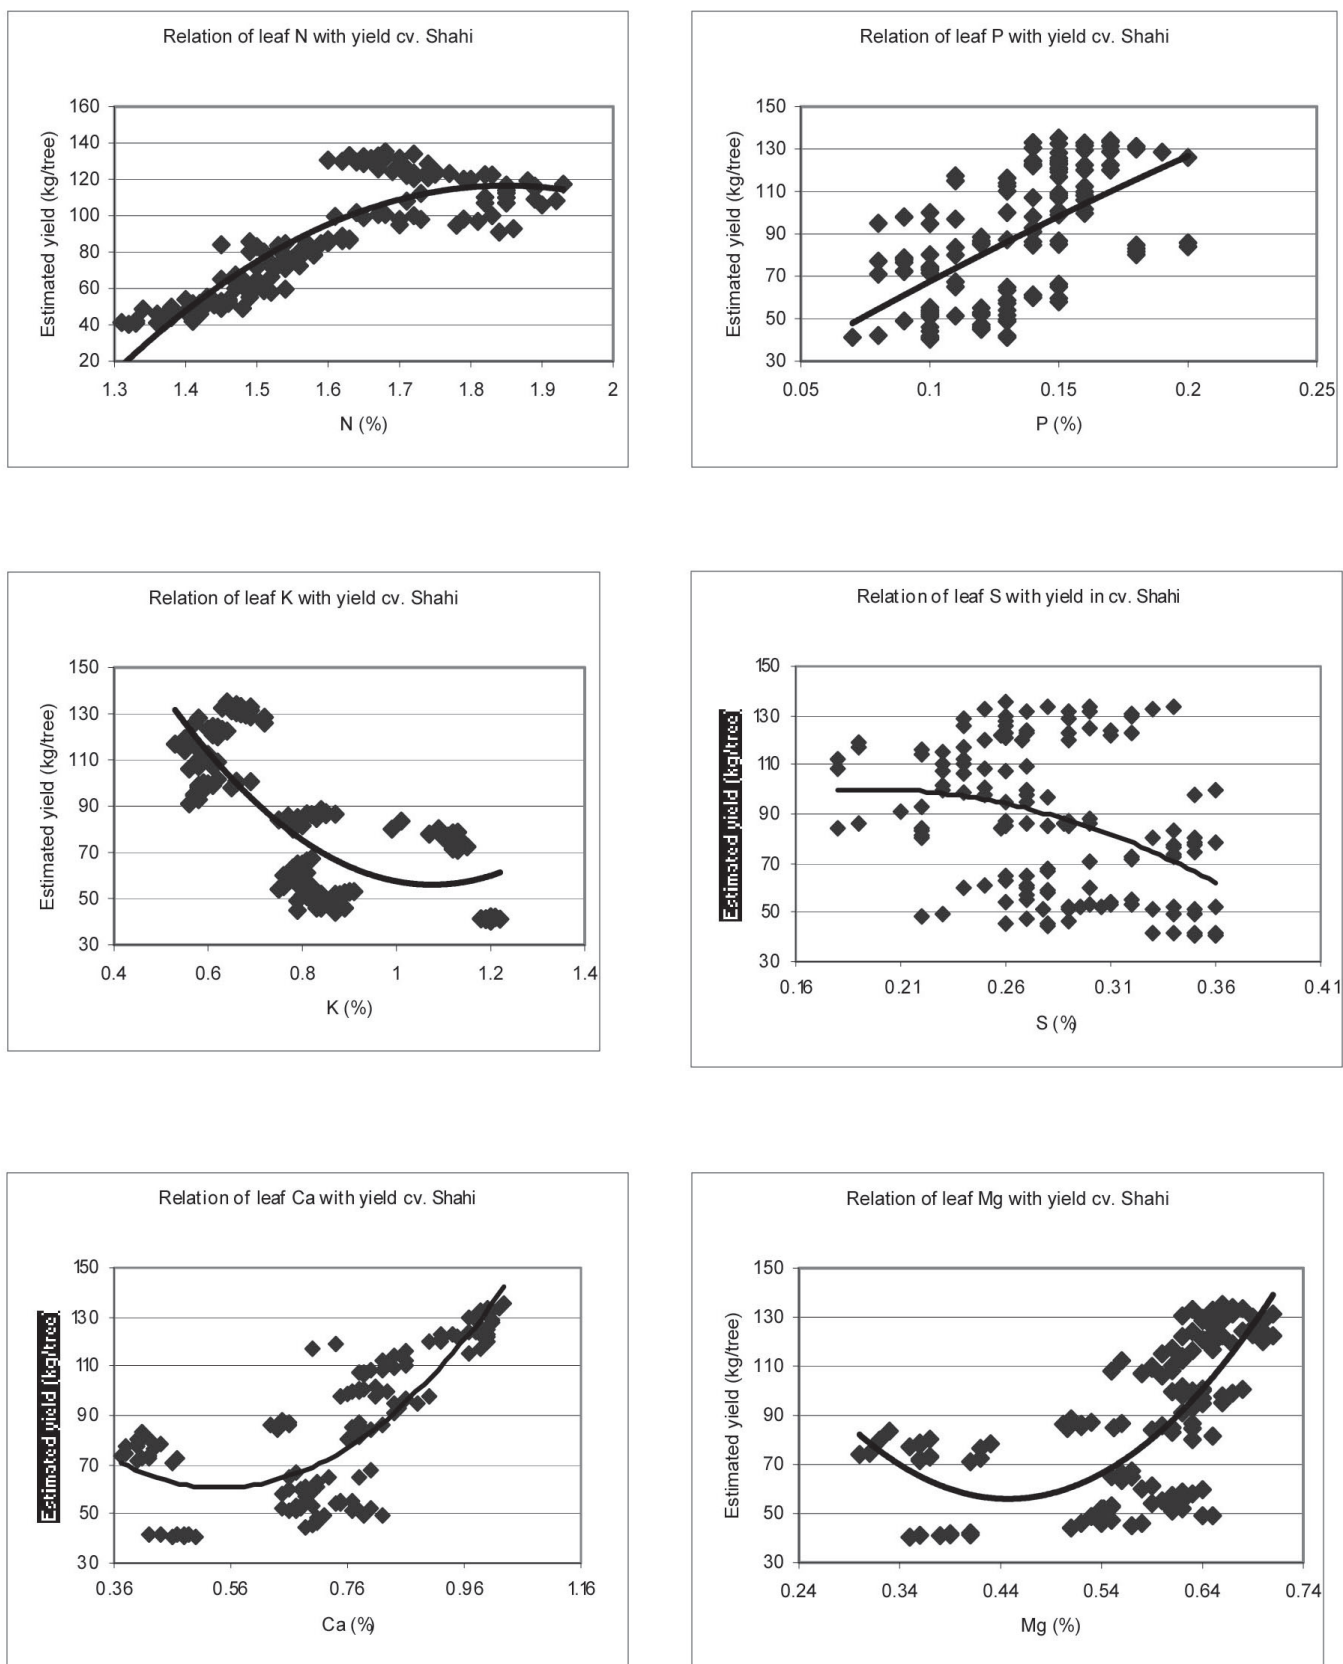 Relation of leaf N with yield cv. Shahi
Estimated yield (kg/tree)
160
140
120
100
80
60
40
20
1.3 1.4 1.5 1.6 1.7 1.8 1.9 2
N (%)
Relation of leaf P with yield cv. Shahi
Estimated yield (kg/tree)
150
130
110
90
70
50
30
0.05 0.1 0.15 0.2 0.25
P (%)
Relation of leaf K with yield cv. Shahi
Estimated yield (kg/tree)
150
130
110
90
70
50
30
0.4 0.6 0.8 1 1.2 1.4
K (%)
Relation of leaf S with yield in cv. Shahi
Estimated yield (kg/tree)
150
130
110
90
70
50
30
0.16 0.21 0.26 0.31 0.36 0.41
S (%)
Relation of leaf Ca with yield cv. Shahi
Estimated yield (kg/tree)
150
130
110
90
70
50
30
0.36 0.56 0.76 0.96 1.16
Ca (%)
Relation of leaf Mg with yield cv. Shahi
Estimated yield (kg/tree)
150
130
110
90
70
50
30
0.24 0.34 0.44 0.54 0.64 0.74
Mg (%)